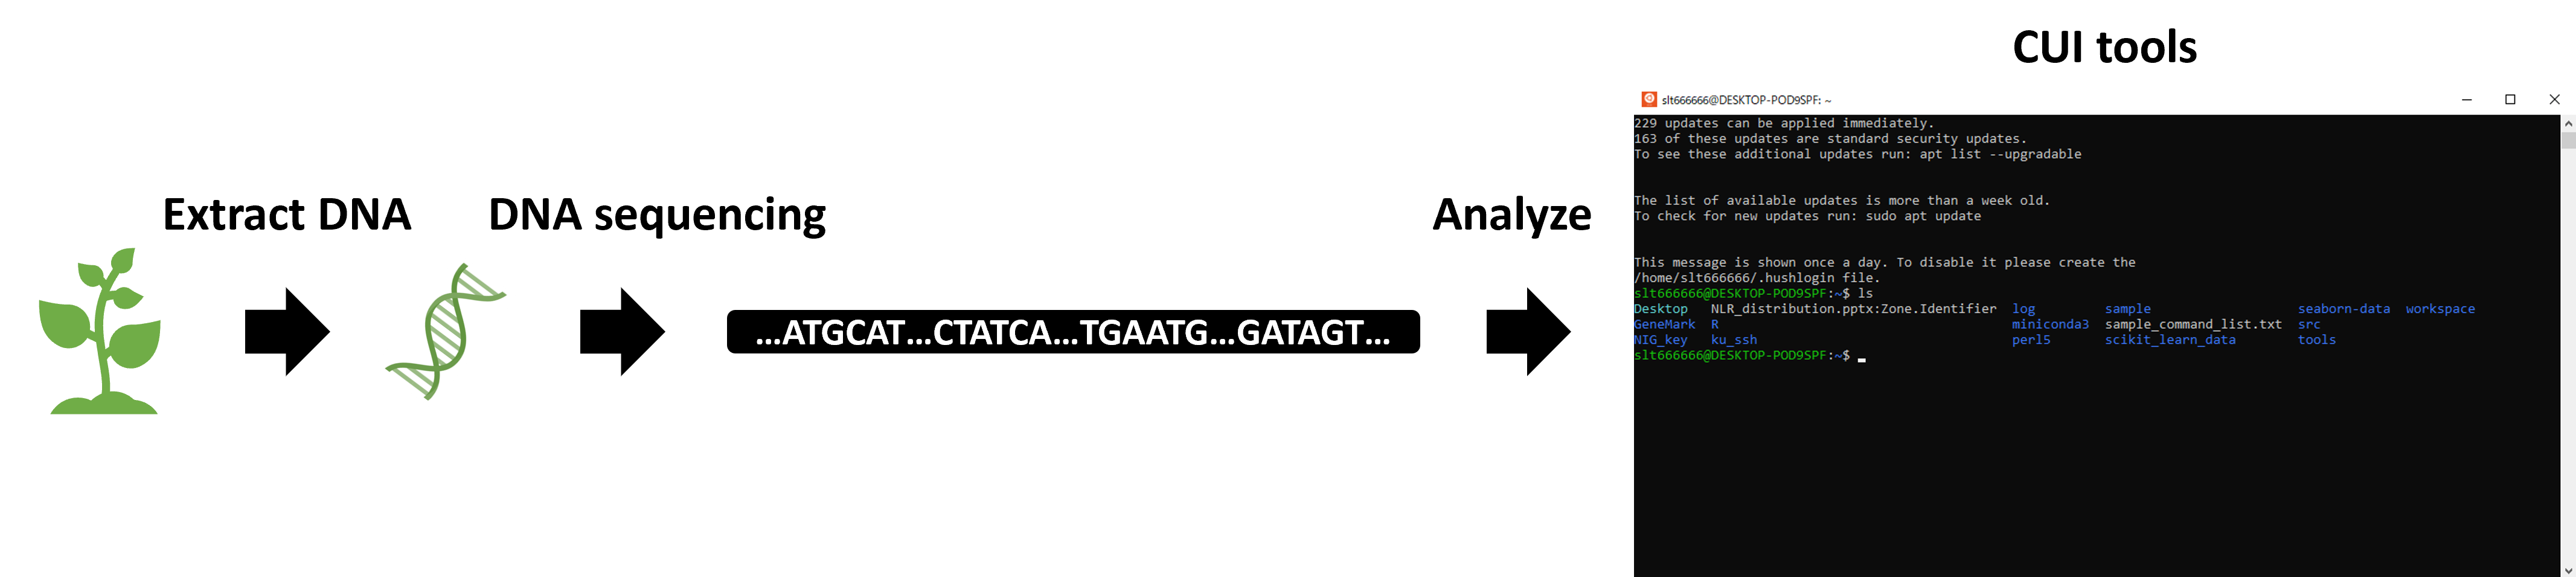 Extract DNA
DNA sequencing
...ATGCAT...CTATCA...TGAATG...GATAGT...
Analyze
CUI tools
slt666666@DESKTOP-POD9SPF: ~
229 updates can be applied immediately.
163 of these updates are standard security updates.
To see these additional updates run: apt list --upgradable
The list of available updates is more than a week old.
To check for new updates run: sudo apt update
This message is shown once a day. To disable it please create the
/home/slt666666/.hushlogin file.
slt666666@DESKTOP-POD9SPF:~$ ls
Desktop NLR_distribution.pptx:Zone.Identifier log sample seaborn-data workspace
GeneMark R miniconda3 sample_command_list.txt src
NIG_key ku_ssh perl5 scikit_learn_data tools
slt666666@DESKTOP-POD9SPF:~$